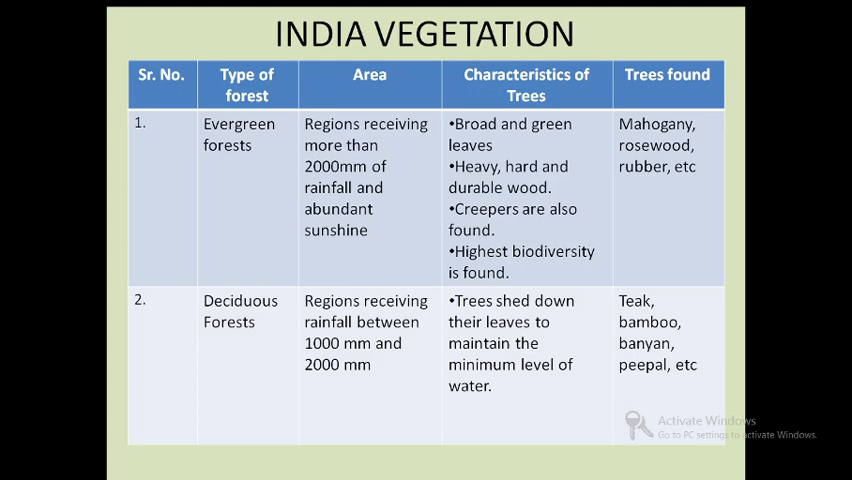 INDIA VEGETATION
Sr. No.
Type of
forest
Area
Characteristics of
Trees
Trees found
1.
Evergreen
forests
Regions receiving
more than
2000mm of
rainfall and
abundant
sunshine
•Broad and green
leaves
•Heavy, hard and
durable wood.
•Creepers are also
found.
•Highest biodiversity
is found.
Mahogany,
rosewood,
rubber, etc
2.
Deciduous
Forests
Regions receiving
rainfall between
1000 mm and
2000 mm
•Trees shed down
their leaves to
maintain the
minimum level of
water.
Teak,
bamboo,
banyan,
peepal, etc
Activate Windows
Go to PC settings to activate Windows.